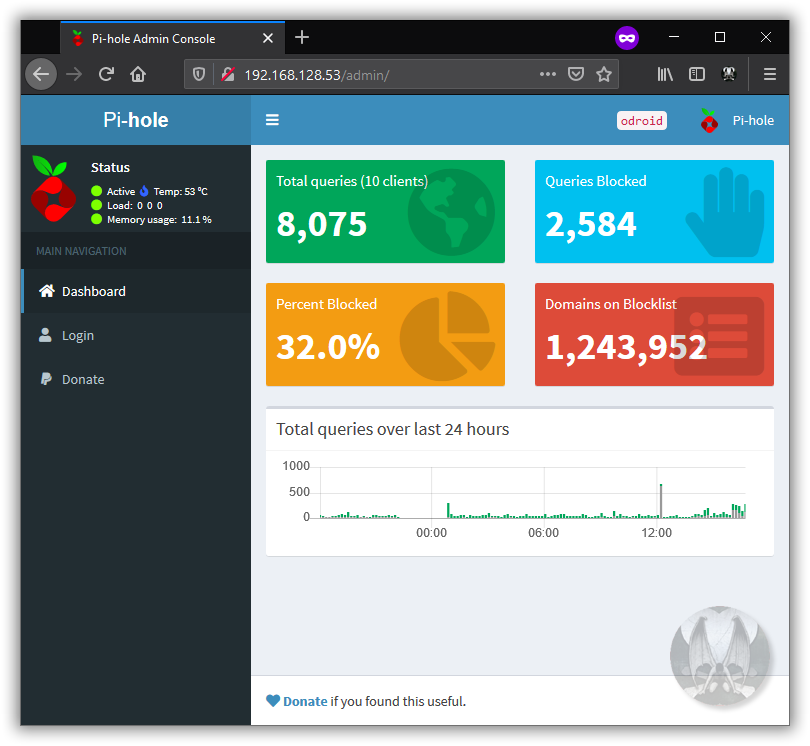 Pi-hole Admin Console
192.168.128.53/admin/
Pi-hole
odroid
Pi-hole
Status
Active Temp: 53 °C
Load: 0 0 0
Memory usage: 11.1 %
MAIN NAVIGATION
Dashboard
Login
Donate
Total queries (10 clients)
8,075
Queries Blocked
2,584
Percent Blocked
32.0%
Domains on Blocklist
1,243,952
Total queries over last 24 hours
1000
500
0
00:00 06:00 12:00
Donate if you found this useful.